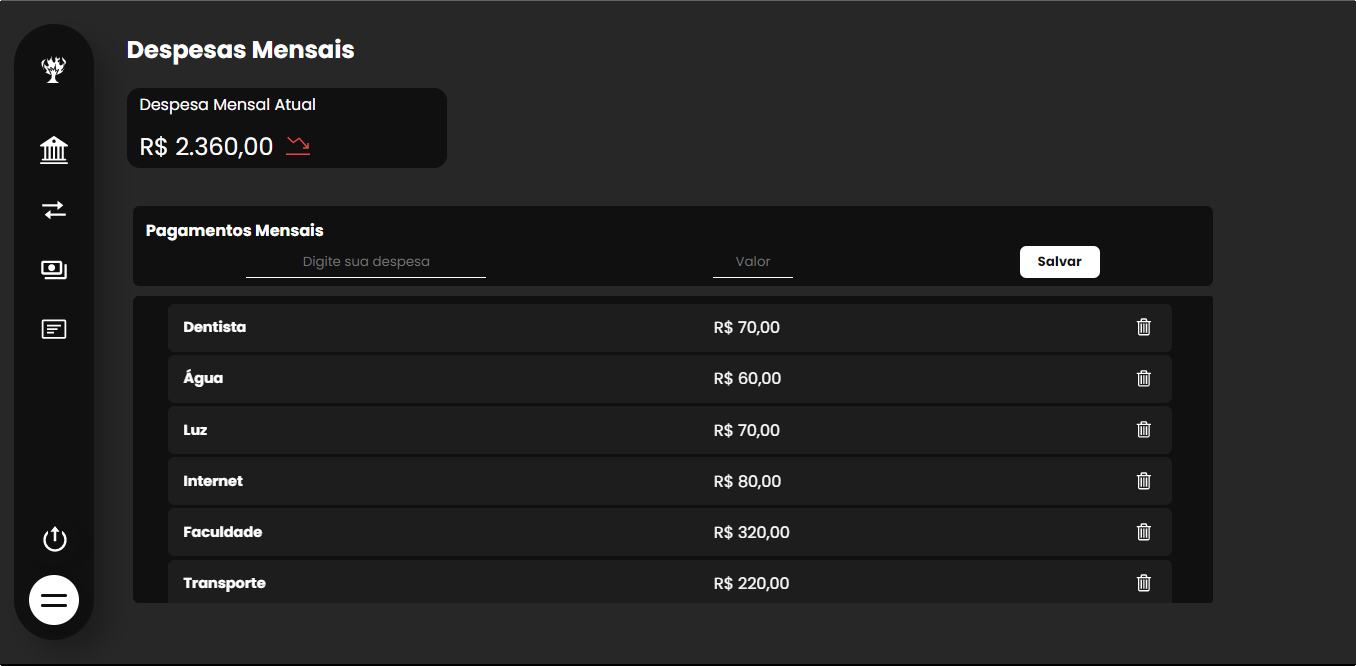 Despesas Mensais
Despesa Mensal Atual
R$ 2.360,00
Pagamentos Mensais
Digite sua despesa Valor Salvar
Dentista R$ 70,00
Água R$ 60,00
Luz R$ 70,00
Internet R$ 80,00
Faculdade R$ 320,00
Transporte R$ 220,00